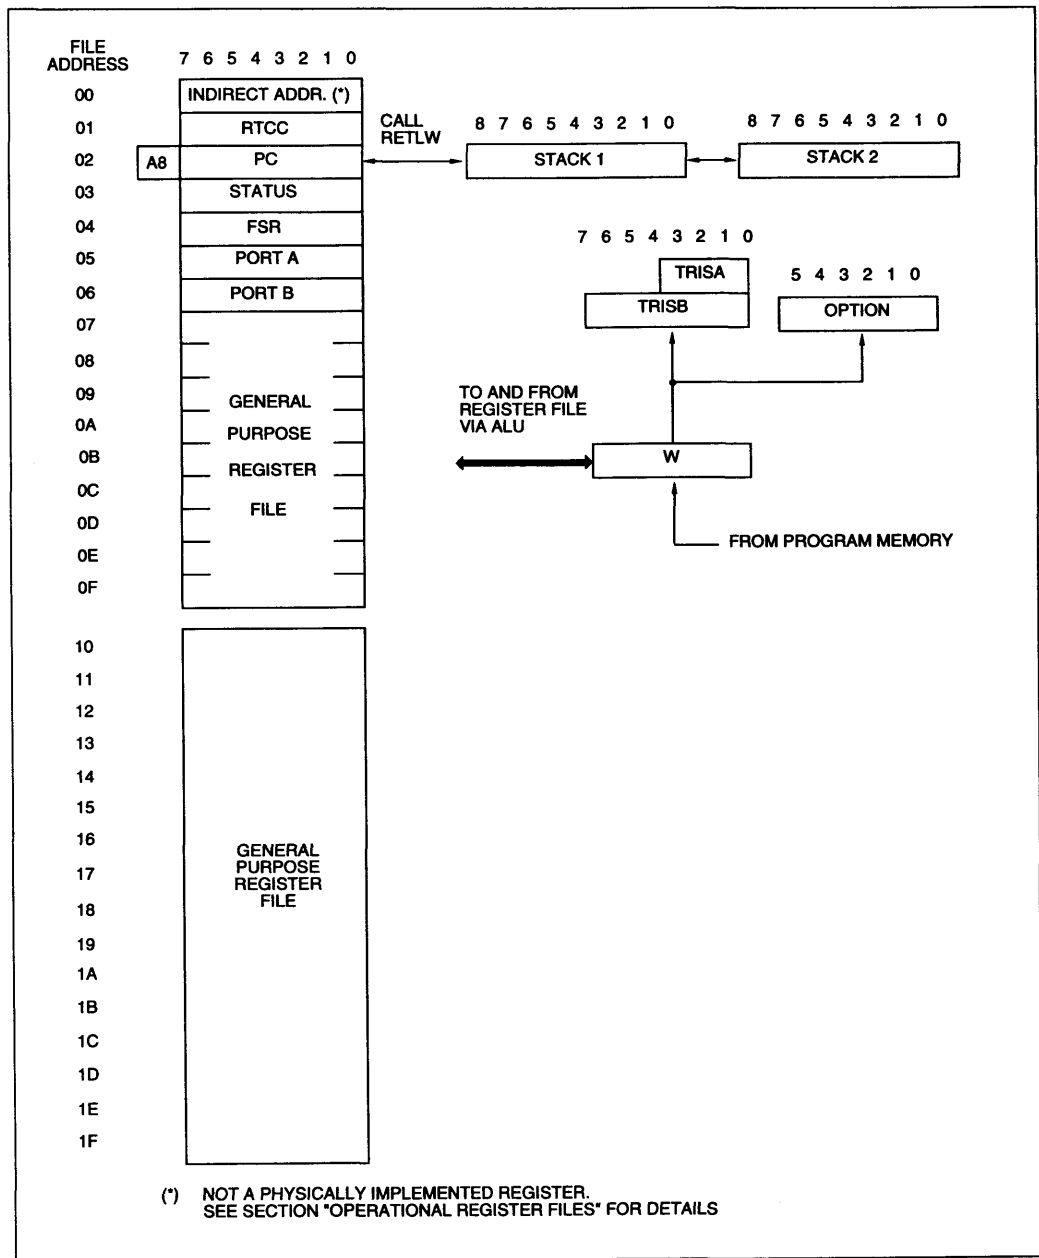 FILE
ADDRESS
7 6 5 4 3 2 1 0
00 INDIRECT ADDR. (*)
01 RTCC
CALL
RETLW
8 7 6 5 4 3 2 1 0
8 7 6 5 4 3 2 1 0
02 A8 PC STACK 1 STACK 2
03 STATUS
04 FSR
7 6 5 4 3 2 1 0
05 PORT A
TRISA
5 4 3 2 1 0
06 PORT B
TRISB
OPTION
07
08
09
0A
0B
0C
0D
0E
0F
GENERAL
PURPOSE
REGISTER
FILE
TO AND FROM
REGISTER FILE
VIA ALU
W
FROM PROGRAM MEMORY
10
11
12
13
14
15
16
17
18
19
1A
1B
1C
1D
1E
1F
GENERAL
PURPOSE
REGISTER
FILE
(*) NOT A PHYSICALLY IMPLEMENTED REGISTER.
SEE SECTION "OPERATIONAL REGISTER FILES" FOR DETAILS